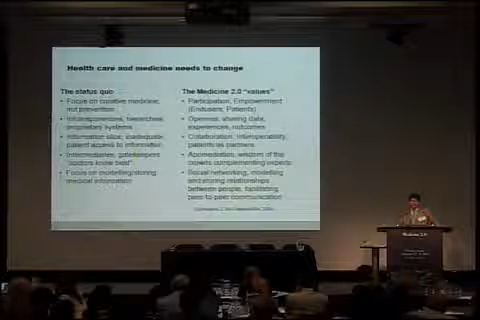 Health care and medicine needs to change
The status quo
• Focus on curative medicine,
not prevention
• Intransparencies, hierarchies,
proprietary systems
• Information silos, inadequate
patient access to information
• Intermediaries, gatekeepers
"doctors know best"
• Focus on modelling/storing
medical information
The Medicine 2.0 "values"
• Participation, Empowerment
(Endusers, Patients)
• Openness, sharing data,
experiences, outcomes
• Collaboration, interoperability,
patients as partners
• Apomediation, wisdom of the
crowds complementing experts
• Social networking, modelling
and storing relationships
between people, facilitating
peer-to-peer communication
Medicine 2.0